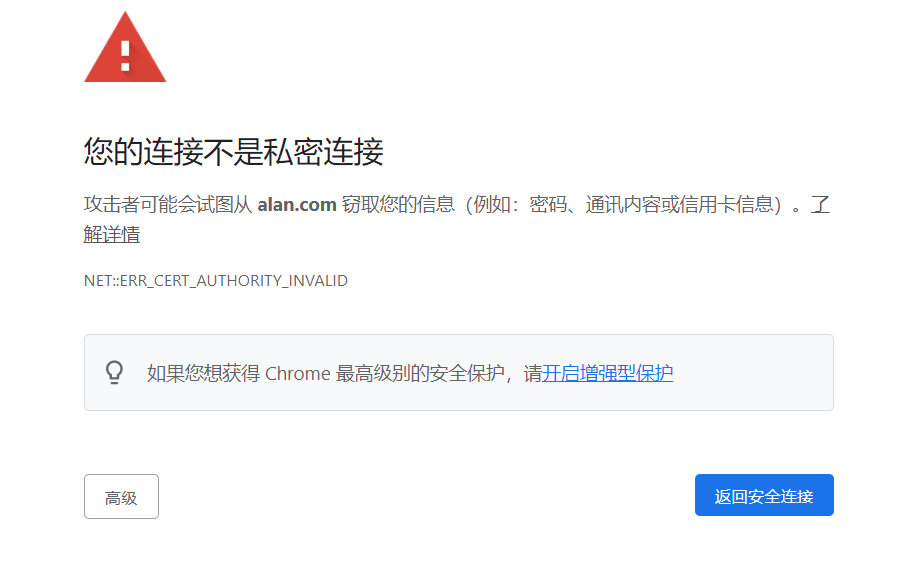 您的连接不是私密连接
攻击者可能会试图从 alan.com 窃取您的信息（例如：密码、通讯内容或信用卡信息）。了
解详情
NET::ERR_CERT_AUTHORITY_INVALID
如果您想获得 Chrome 最高级别的安全保护，请开启增强型保护
高级
返回安全连接